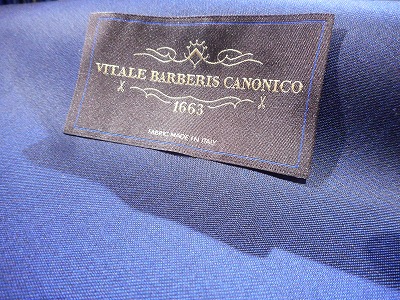 VITALE BARBERIS CANONICO
1663
FABRIC MADE IN ITALY